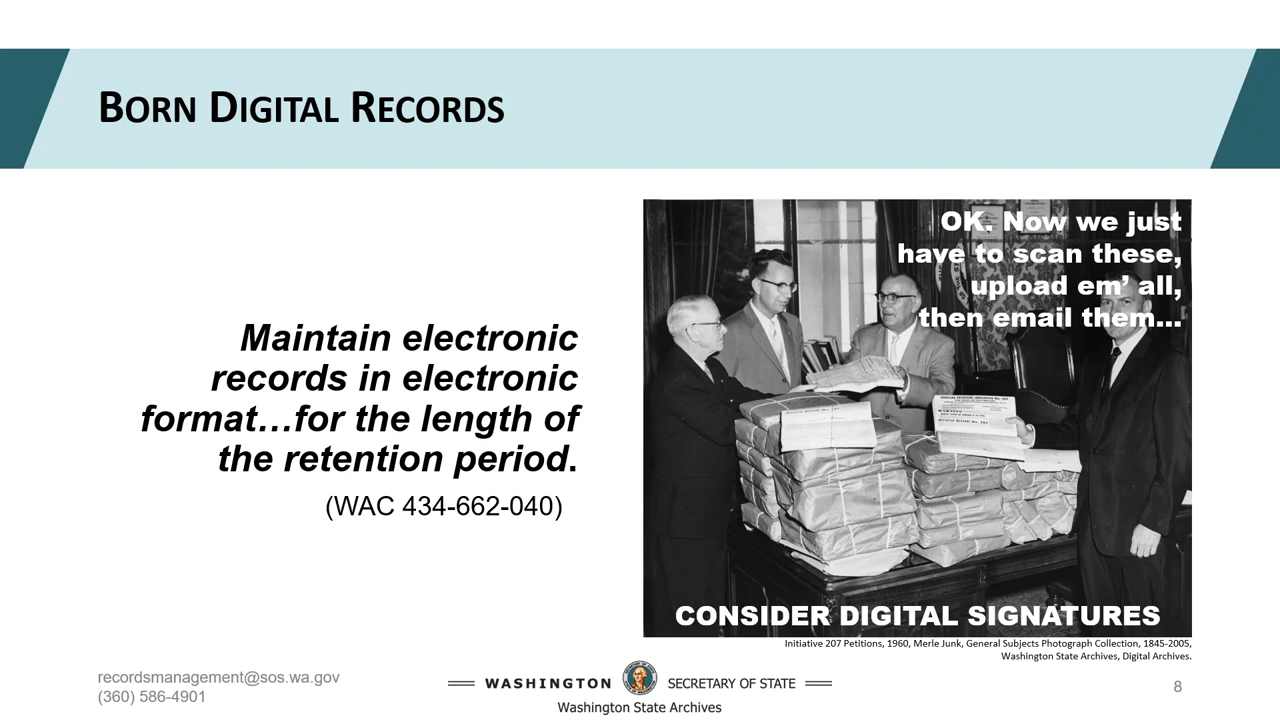 BORN DIGITAL RECORDS
Maintain electronic
records in electronic
format…for the length of
the retention period.
(WAC 434-662-040)
OK. Now we just
have to scan these,
upload em’ all,
then email them…
CONSIDER DIGITAL SIGNATURES
Initiative 207 Petitions, 1960, Merle Junk, General Subjects Photograph Collection, 1845-2005,
Washington State Archives, Digital Archives.
recordsmanagement@sos.wa.gov
(360) 586-4901
WASHINGTON SECRETARY OF STATE
Washington State Archives
8